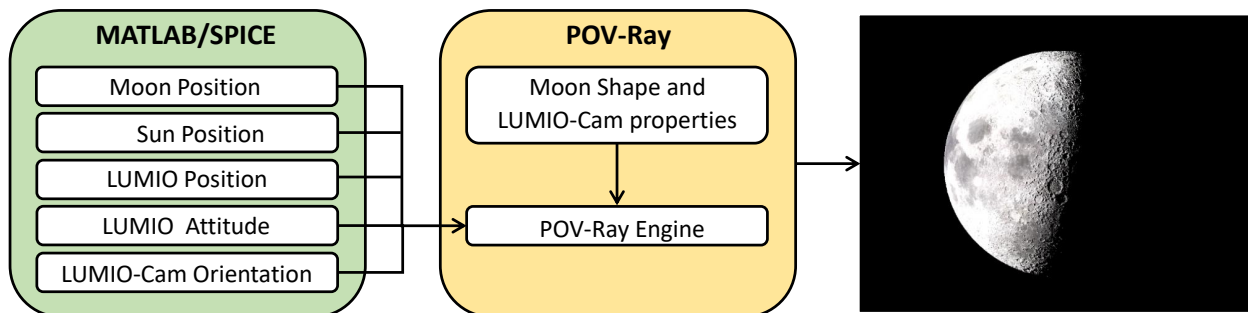 MATLAB/SPICE
Moon Position
Sun Position
LUMIO Position
LUMIO Attitude
LUMIO-Cam Orientation
POV-Ray
Moon Shape and
LUMIO-Cam properties
POV-Ray Engine